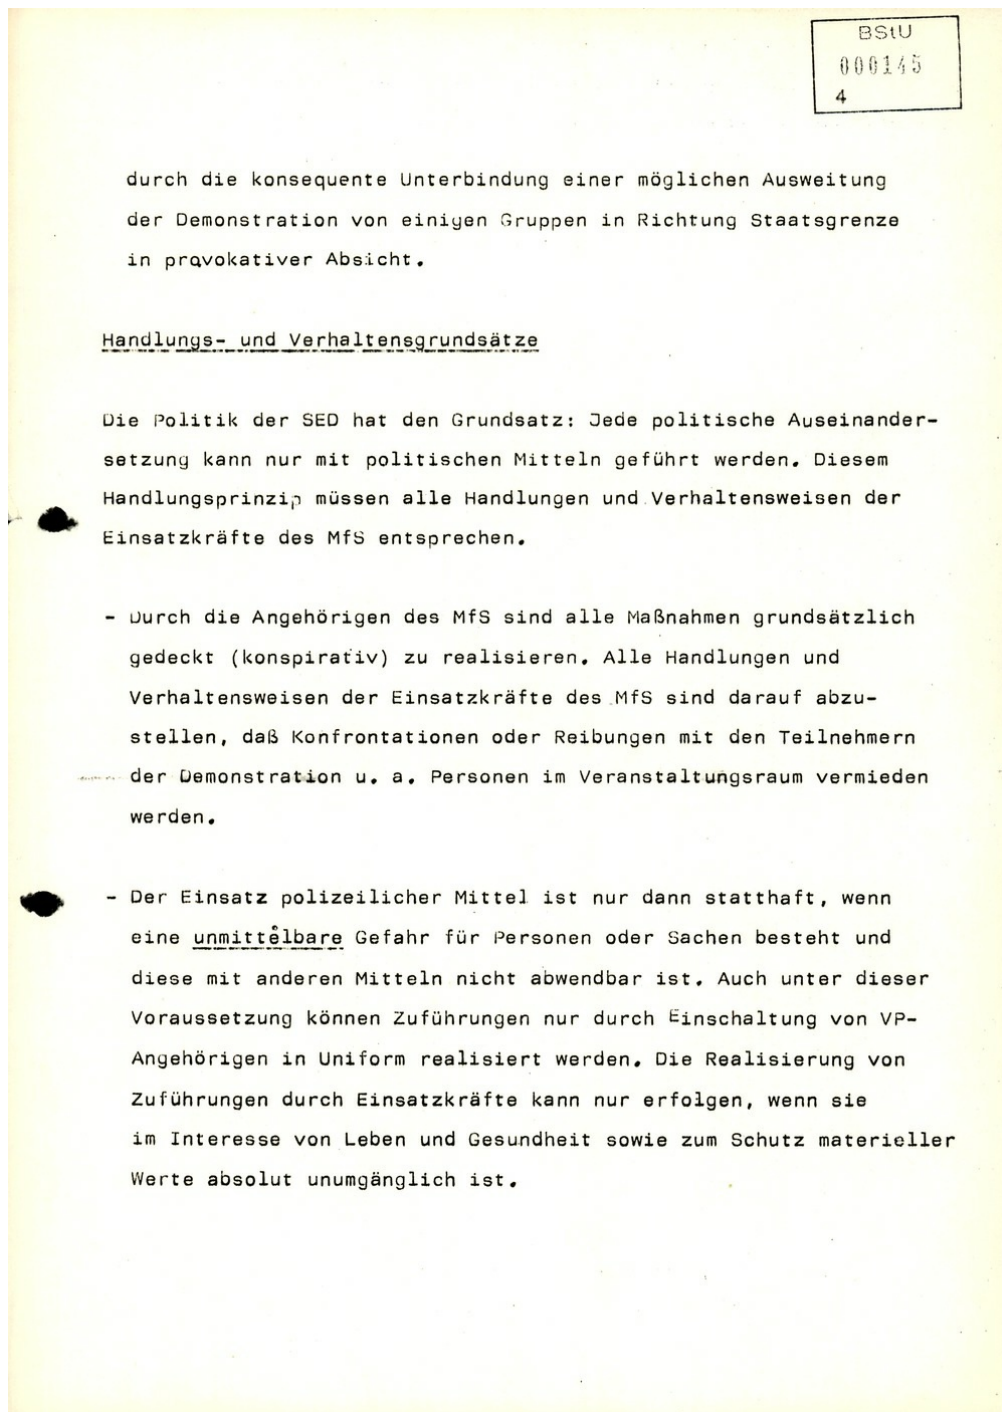 BStU
000145
4
durch die konsequente Unterbindung einer möglichen Ausweitung
der Demonstration von einigen Gruppen in Richtung Staatsgrenze
in provokativer Absicht.
Handlungs- und Verhaltensgrundsätze
Die Politik der SED hat den Grundsatz: Jede politische Auseinander-
setzung kann nur mit politischen Mitteln geführt werden. Diesem
Handlungsprinzip müssen alle Handlungen und Verhaltensweisen der
Einsatzkräfte des MfS entsprechen.
- Durch die Angehörigen des MfS sind alle Maßnahmen grundsätzlich
gedeckt (konspirativ) zu realisieren. Alle Handlungen und
Verhaltensweisen der Einsatzkräfte des MfS sind darauf abzu-
stellen, daß Konfrontationen oder Reibungen mit den Teilnehmern
der Demonstration u. a. Personen im Veranstaltungsraum vermieden
werden.
- Der Einsatz polizeilicher Mittel ist nur dann statthaft, wenn
eine unmittelbare Gefahr für Personen oder Sachen besteht und
diese mit anderen Mitteln nicht abwendbar ist. Auch unter dieser
Voraussetzung können Zuführungen nur durch Einschaltung von VP-
Angehörigen in Uniform realisiert werden. Die Realisierung von
Zuführungen durch Einsatzkräfte kann nur erfolgen, wenn sie
im Interesse von Leben und Gesundheit sowie zum Schutz materieller
Werte absolut unumgänglich ist.